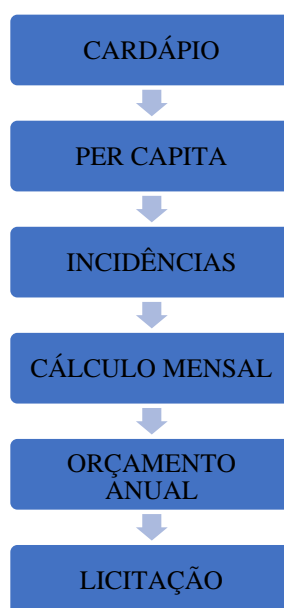 CARDÁPIO
PER CAPITA
INCIDÊNCIAS
CÁLCULO MENSAL
ORÇAMENTO
ANUAL
LICITAÇÃO